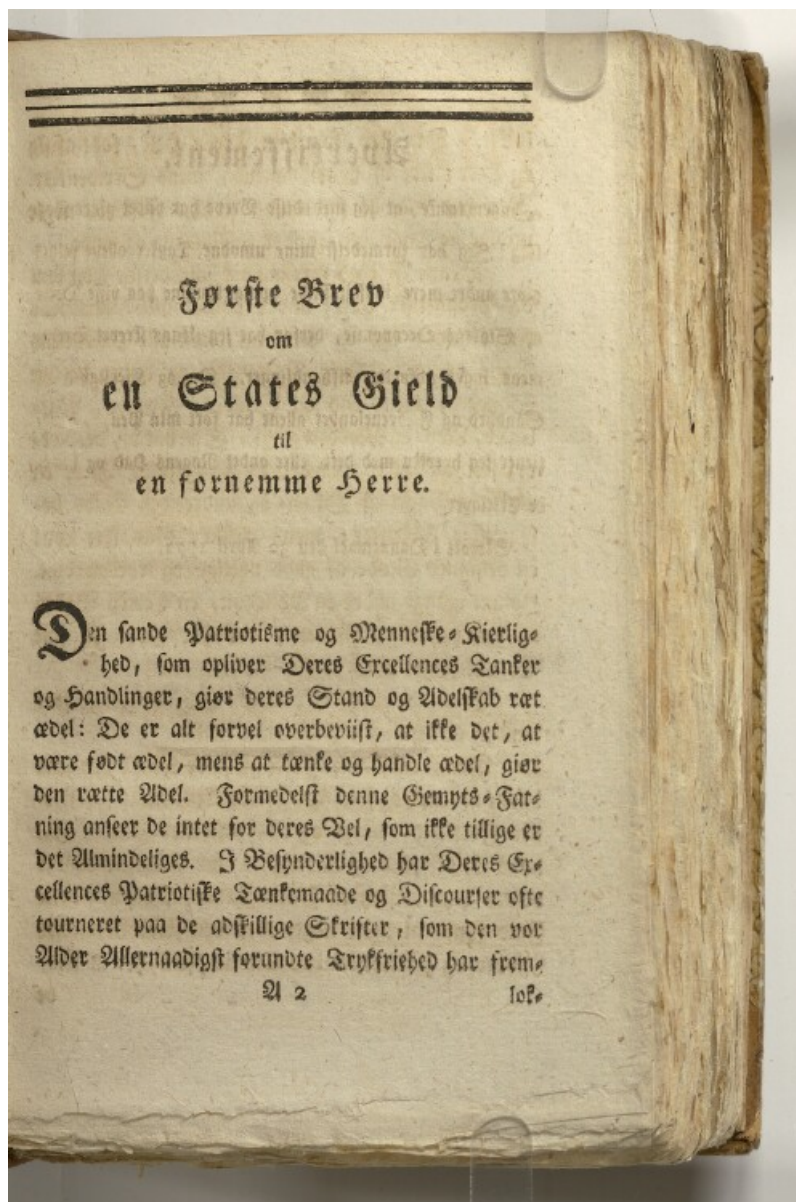 Første Brev
om
en States Gield
til
en fornemme Herre.
Den sande Patriotisme og Menneske-Kierlig-
hed, som opliver Deres Excellences Tanker
og Handlinger, giør deres Stand og Adelskab ræt
ædel: De er alt forvel overbeviist, at ikke det, at
være født ædel, mens at tænke og handle ædel, giør
den rætte Adel. Formedelst denne Gemyts-Fat-
ning anseer de intet for deres Vel, som ikke tillige er
det Almindeliges. I Besynderlighed har Deres Ex-
cellences Patriotiske Tænkemaade og Discourser ofte
tourneret paa de adskillige Skrifter, som den vor
Alder Allernaadigst forundte Trykfriehed har frem-
A 2 lok-